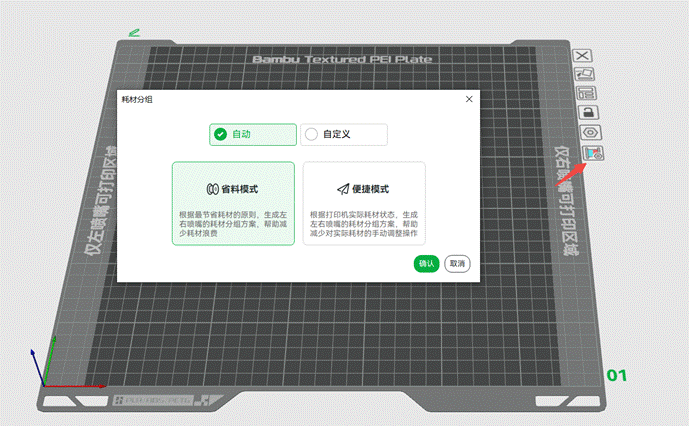 Bambu Textured PEI Plate
耗材分组
自动
自定义
省料模式
根据最节省耗材的原则，生成左
右喷嘴的耗材分组方案，帮助减
少耗材浪费
便捷模式
根据打印机实际耗材状态，生成
左右喷嘴的耗材分组方案，帮助
减少对实际耗材的手动调整操作
确认
取消
仅左喷嘴可打印区域
仅右喷嘴可打印区域
01